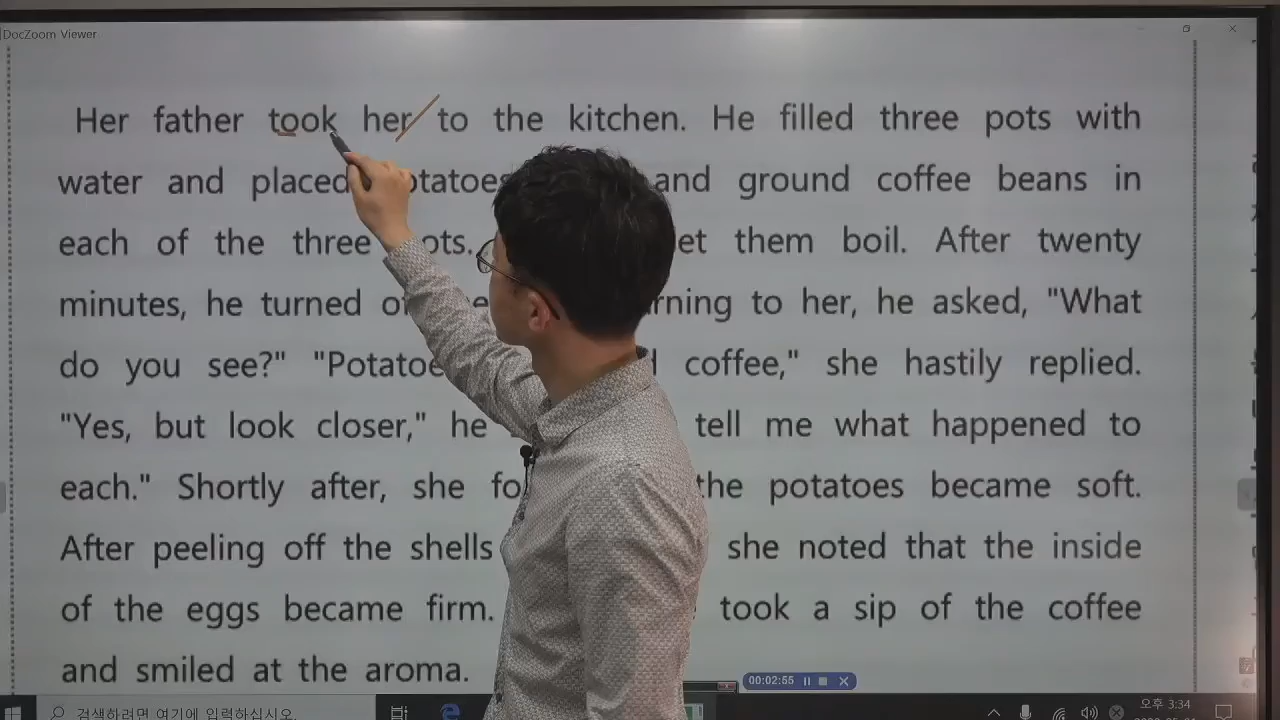 DocZoom Viewer
Her father took her to the kitchen. He filled three pots with
water and placed and ground coffee beans in
each of the three them boil. After twenty
minutes, he turned to her, he asked, "What
do you see?" coffee," she hastily replied.
"Yes, but look closer," he tell me what happened to
each." Shortly after, she the potatoes became soft.
After peeling off the shells she noted that the inside
of the eggs became firm. took a sip of the coffee
and smiled at the aroma.
00:02:55
검색하려면 여기에 입력하십시오.
오후 3:34